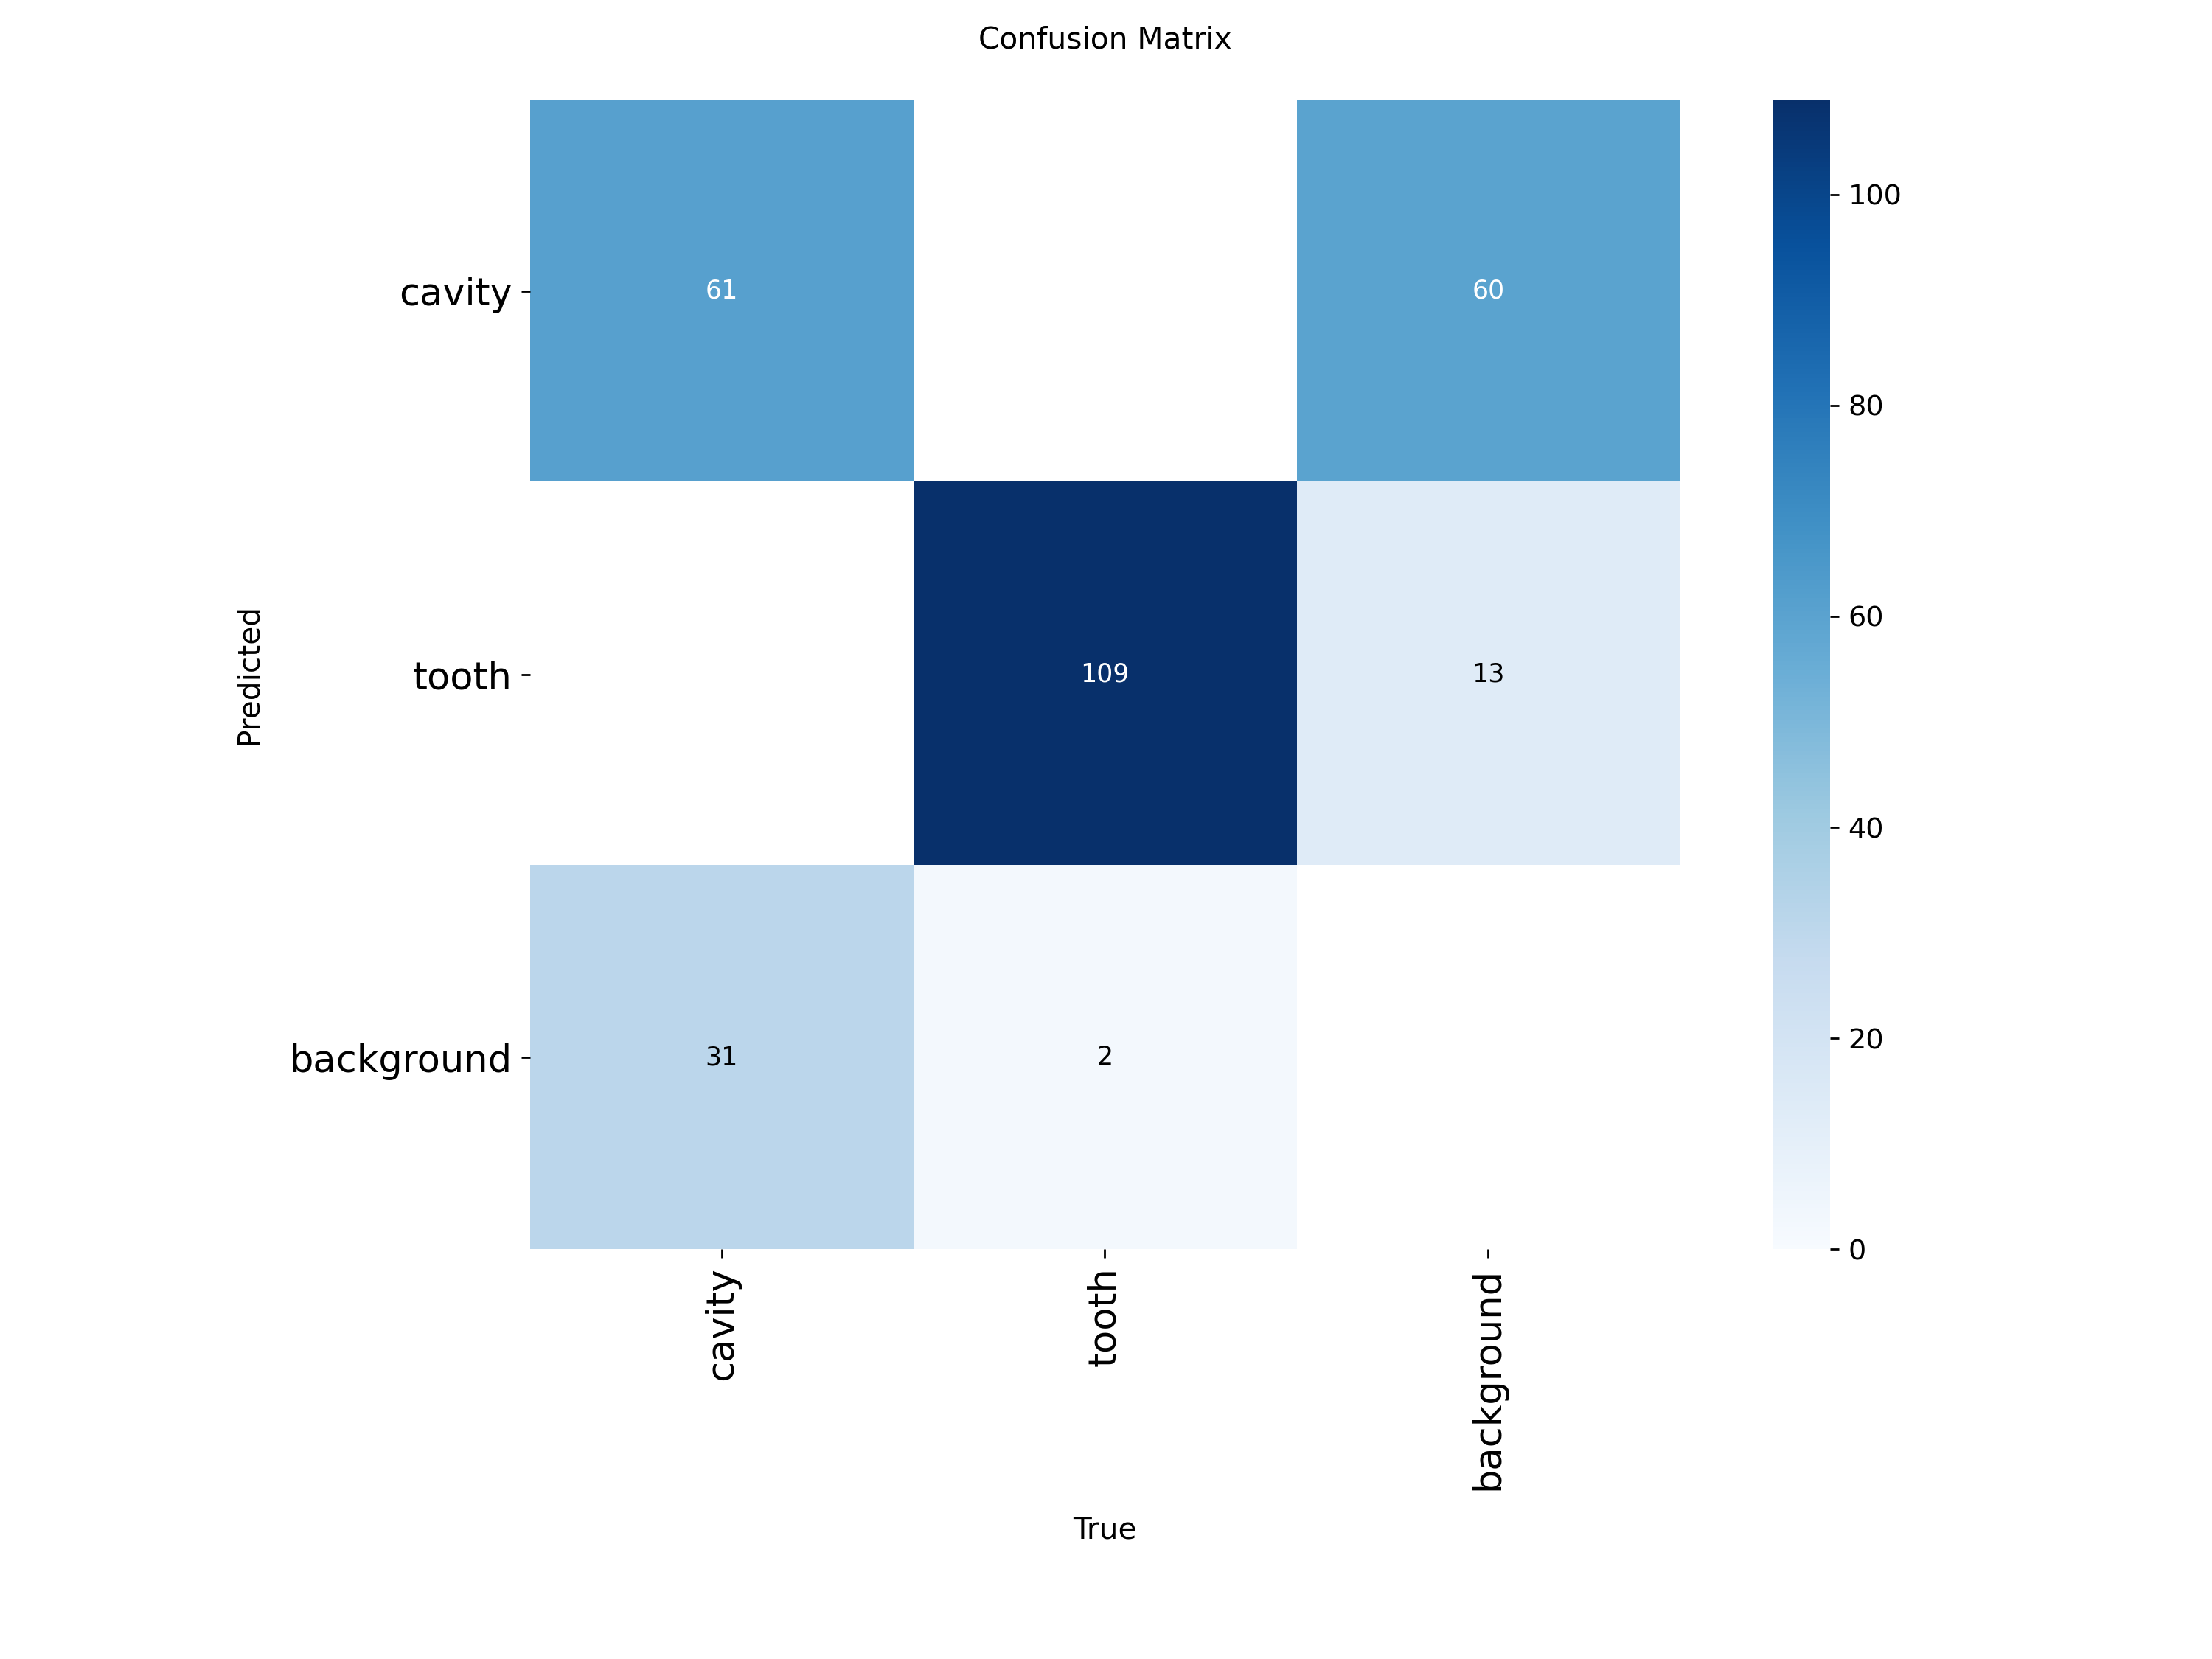 Confusion Matrix
cavity
61
60
tooth
109
13
background
31
2
Predicted
cavity
tooth
background
True
100
80
60
40
20
0